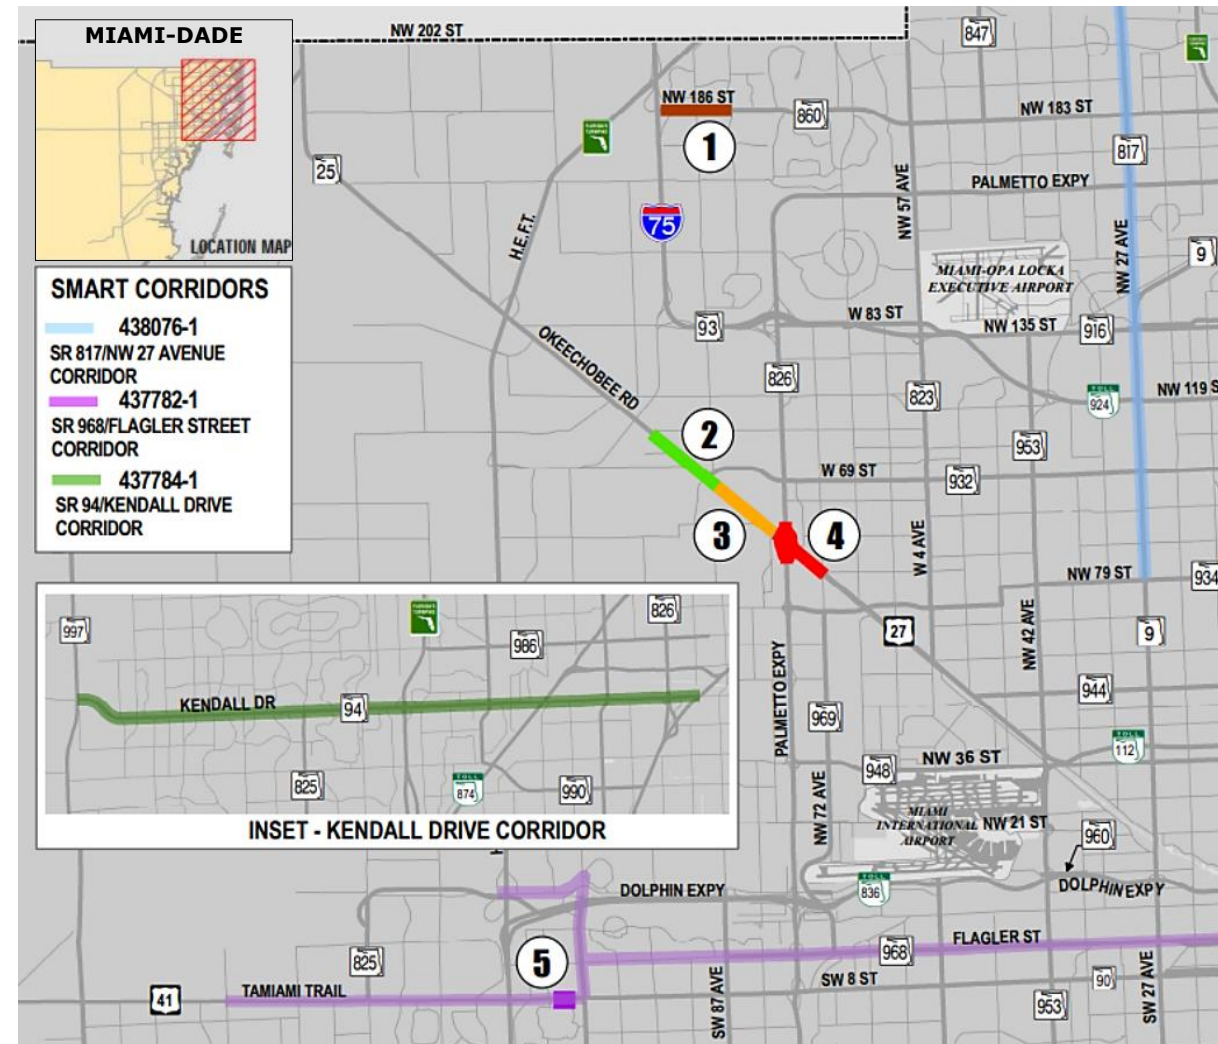 MIAMI-DADE
LOCATION MAP
SMART CORRIDORS
438076-1
SR 817/NW 27 AVENUE
CORRIDOR
437782-1
SR 968/FLAGLER STREET
CORRIDOR
437784-1
SR 94/KENDALL DRIVE
CORRIDOR
NW 202 ST
847
NW 186 ST
860
NW 183 ST
1
817
25
PALMETTO EXPY
NW 57 AVE
75
H.E.F.T.
NW 27 AVE
9
MIAMI-OPA LOCKA
EXECUTIVE AIRPORT
W 83 ST
93
NW 135 ST
916
OKEECHOBEE RD
826
823
TOLL
924
NW 119 S
2
953
W 69 ST
932
3
4
W 4 AVE
NW 79 ST
934
27
NW 42 AVE
9
PALMETTO EXPY
944
969
TOLL
112
948
NW 36 ST
NW 72 AVE
MIAMI
INTERNATIONAL
AIRPORT
NW 21 ST
960
997
986
826
KENDALL DR
94
825
TOLL
874
990
INSET - KENDALL DRIVE CORRIDOR
DOLPHIN EXPY
TOLL
836
DOLPHIN EXPY
825
5
968
FLAGLER ST
41
TAMIAMI TRAIL
SW 87 AVE
SW 8 ST
90
953
SW 27 AVE